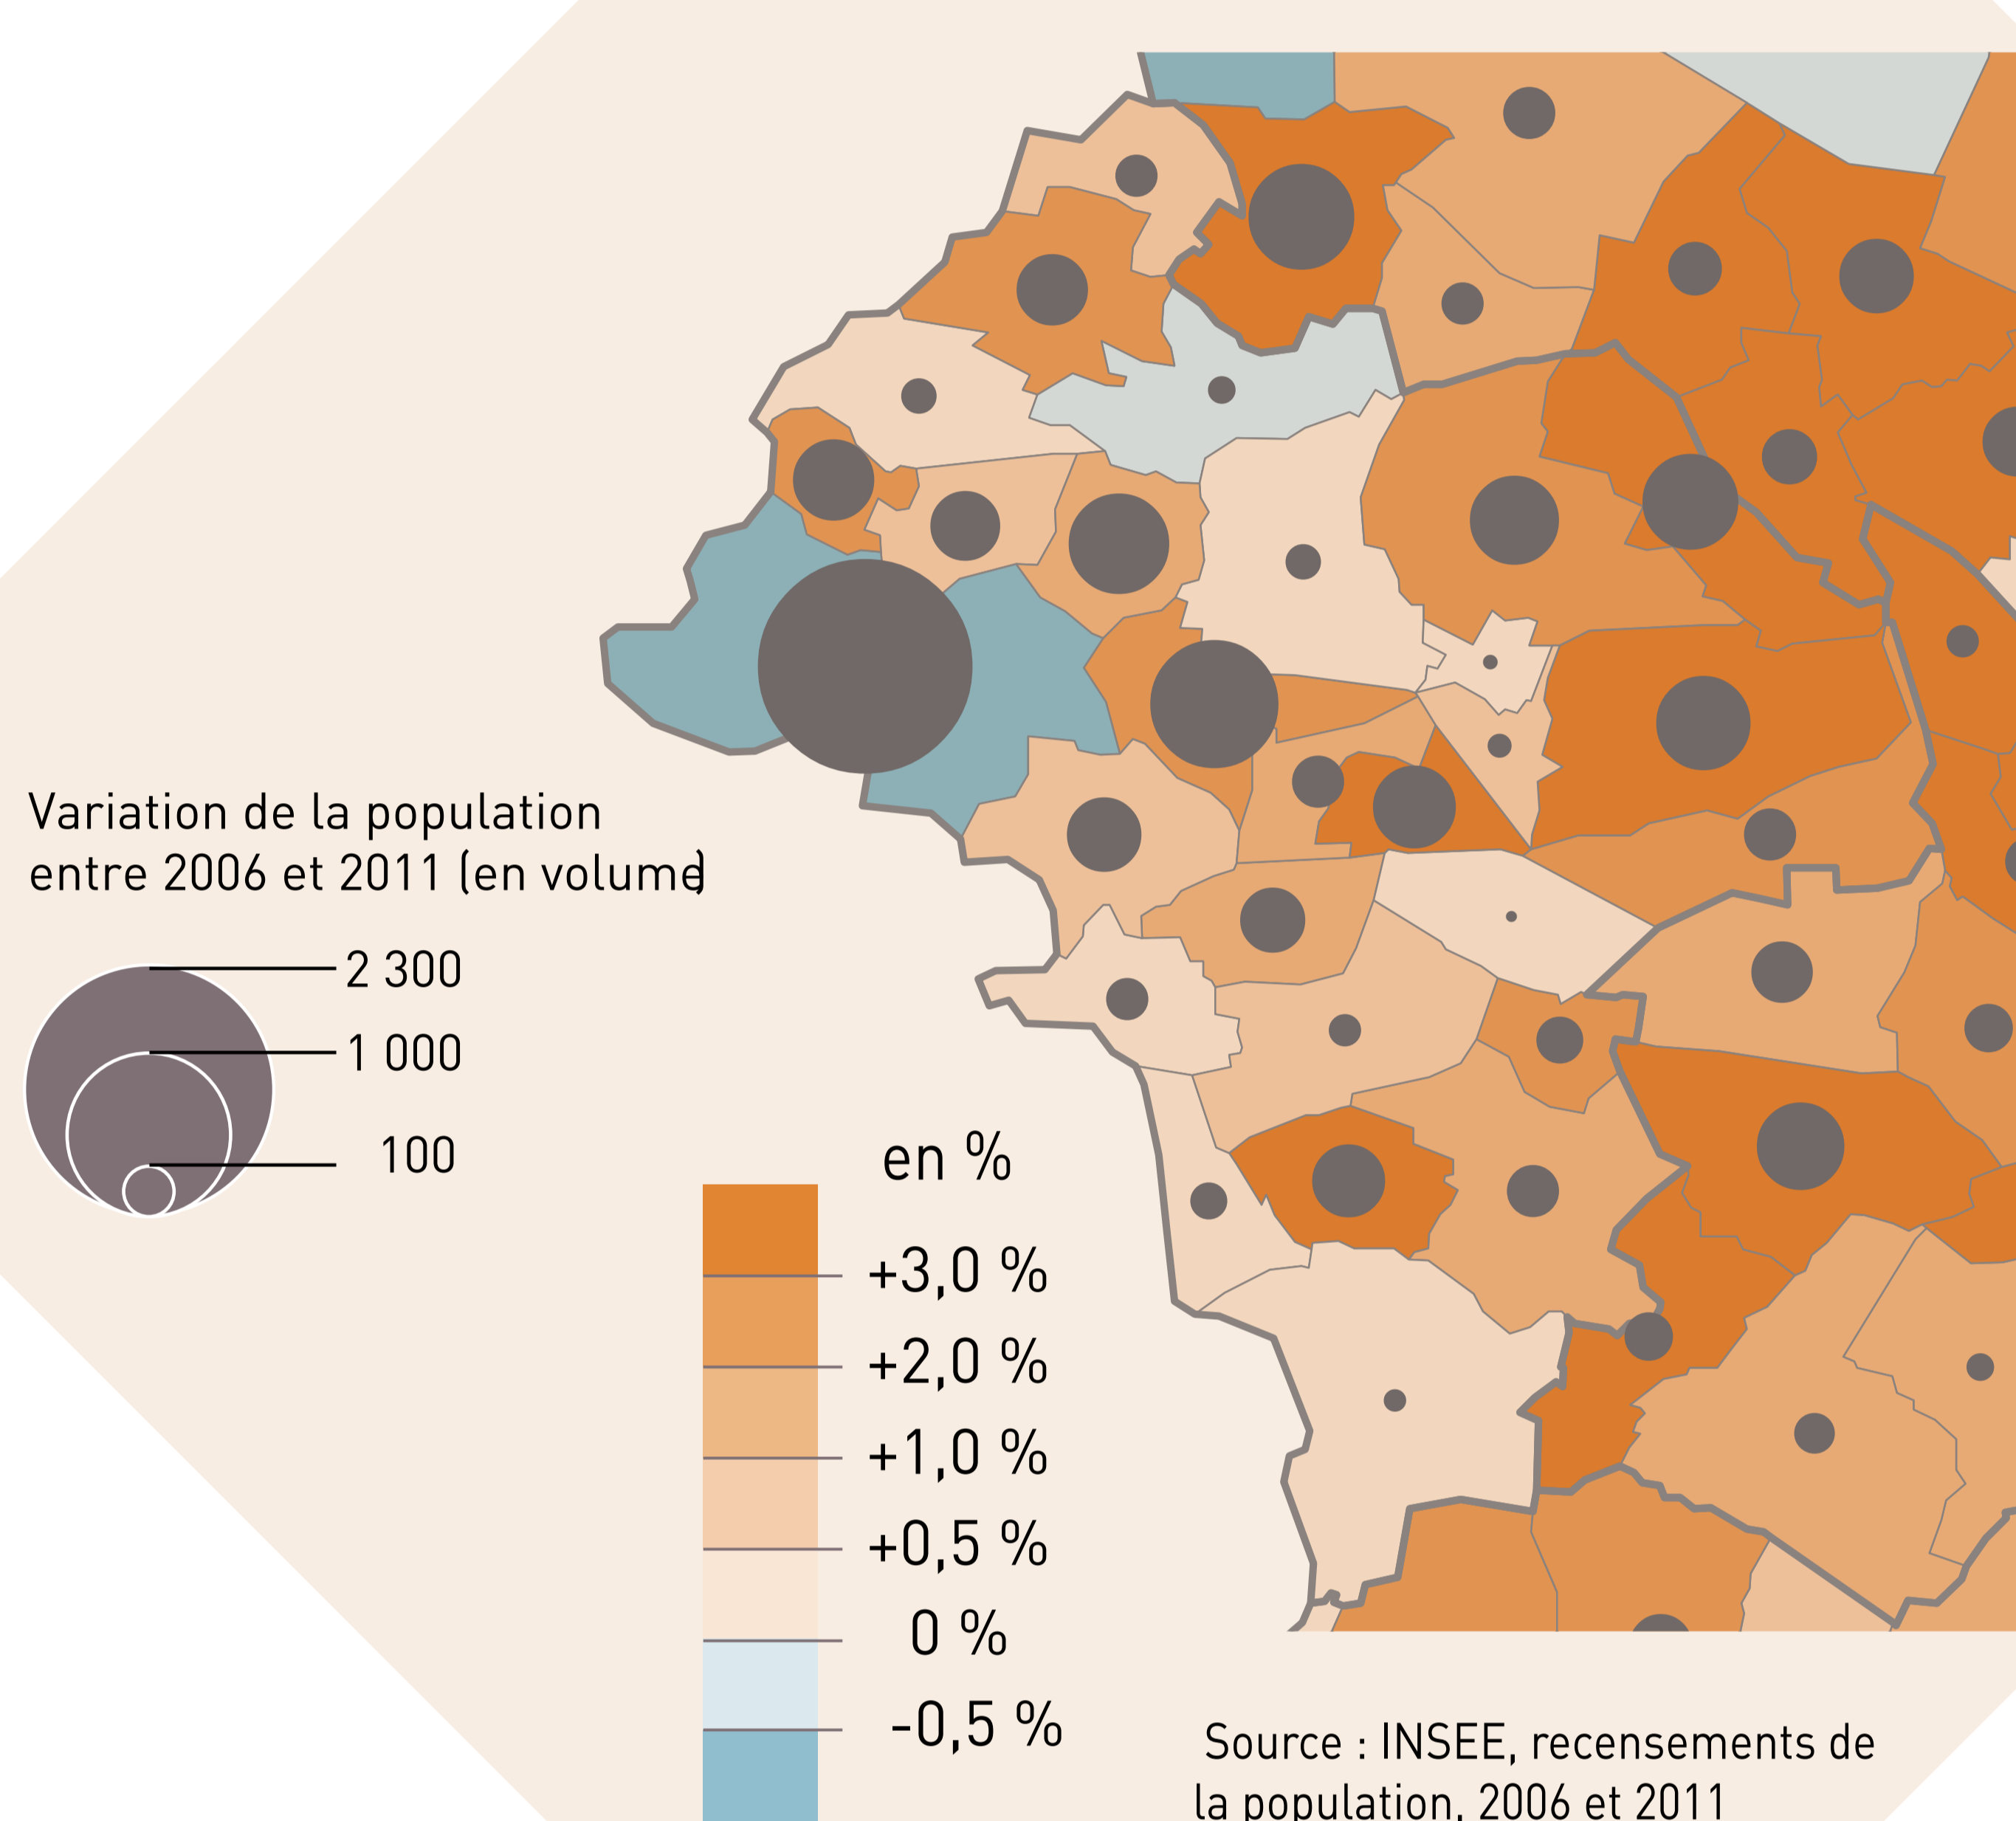 Variation de la population
entre 2006 et 2011 (en volume)
2 300
1 000
100
en %
+3,0 %
+2,0 %
+1,0 %
+0,5 %
0 %
-0,5 %
Source : INSEE, recensements de
la population, 2006 et 2011